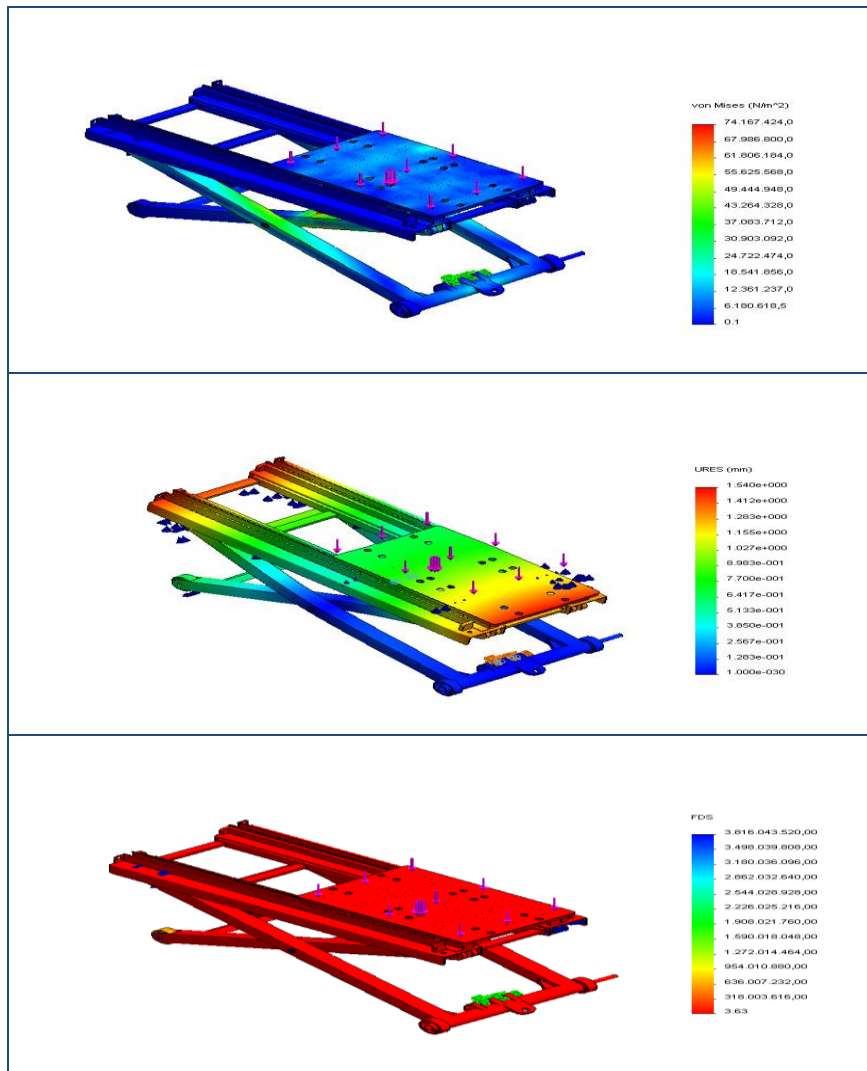 von Mises (N/m^2)
74.167.424,0
67.986.800,0
61.806.184,0
55.625.568,0
49.444.948,0
43.264.328,0
37.083.712,0
30.903.092,0
24.722.474,0
18.541.856,0
12.361.237,0
6.180.618,5
0.1
URES (mm)
1.540e+000
1.412e+000
1.283e+000
1.155e+000
1.027e+000
8.983e-001
7.700e-001
6.417e-001
5.133e-001
3.850e-001
2.567e-001
1.283e-001
1.000e-030
FDS
3.816.043.520,00
3.498.039.808,00
3.180.036.096,00
2.862.032.640,00
2.544.028.928,00
2.226.025.216,00
1.908.021.760,00
1.590.018.048,00
1.272.014.464,00
954.010.880,00
636.007.232,00
318.003.616,00
3.63